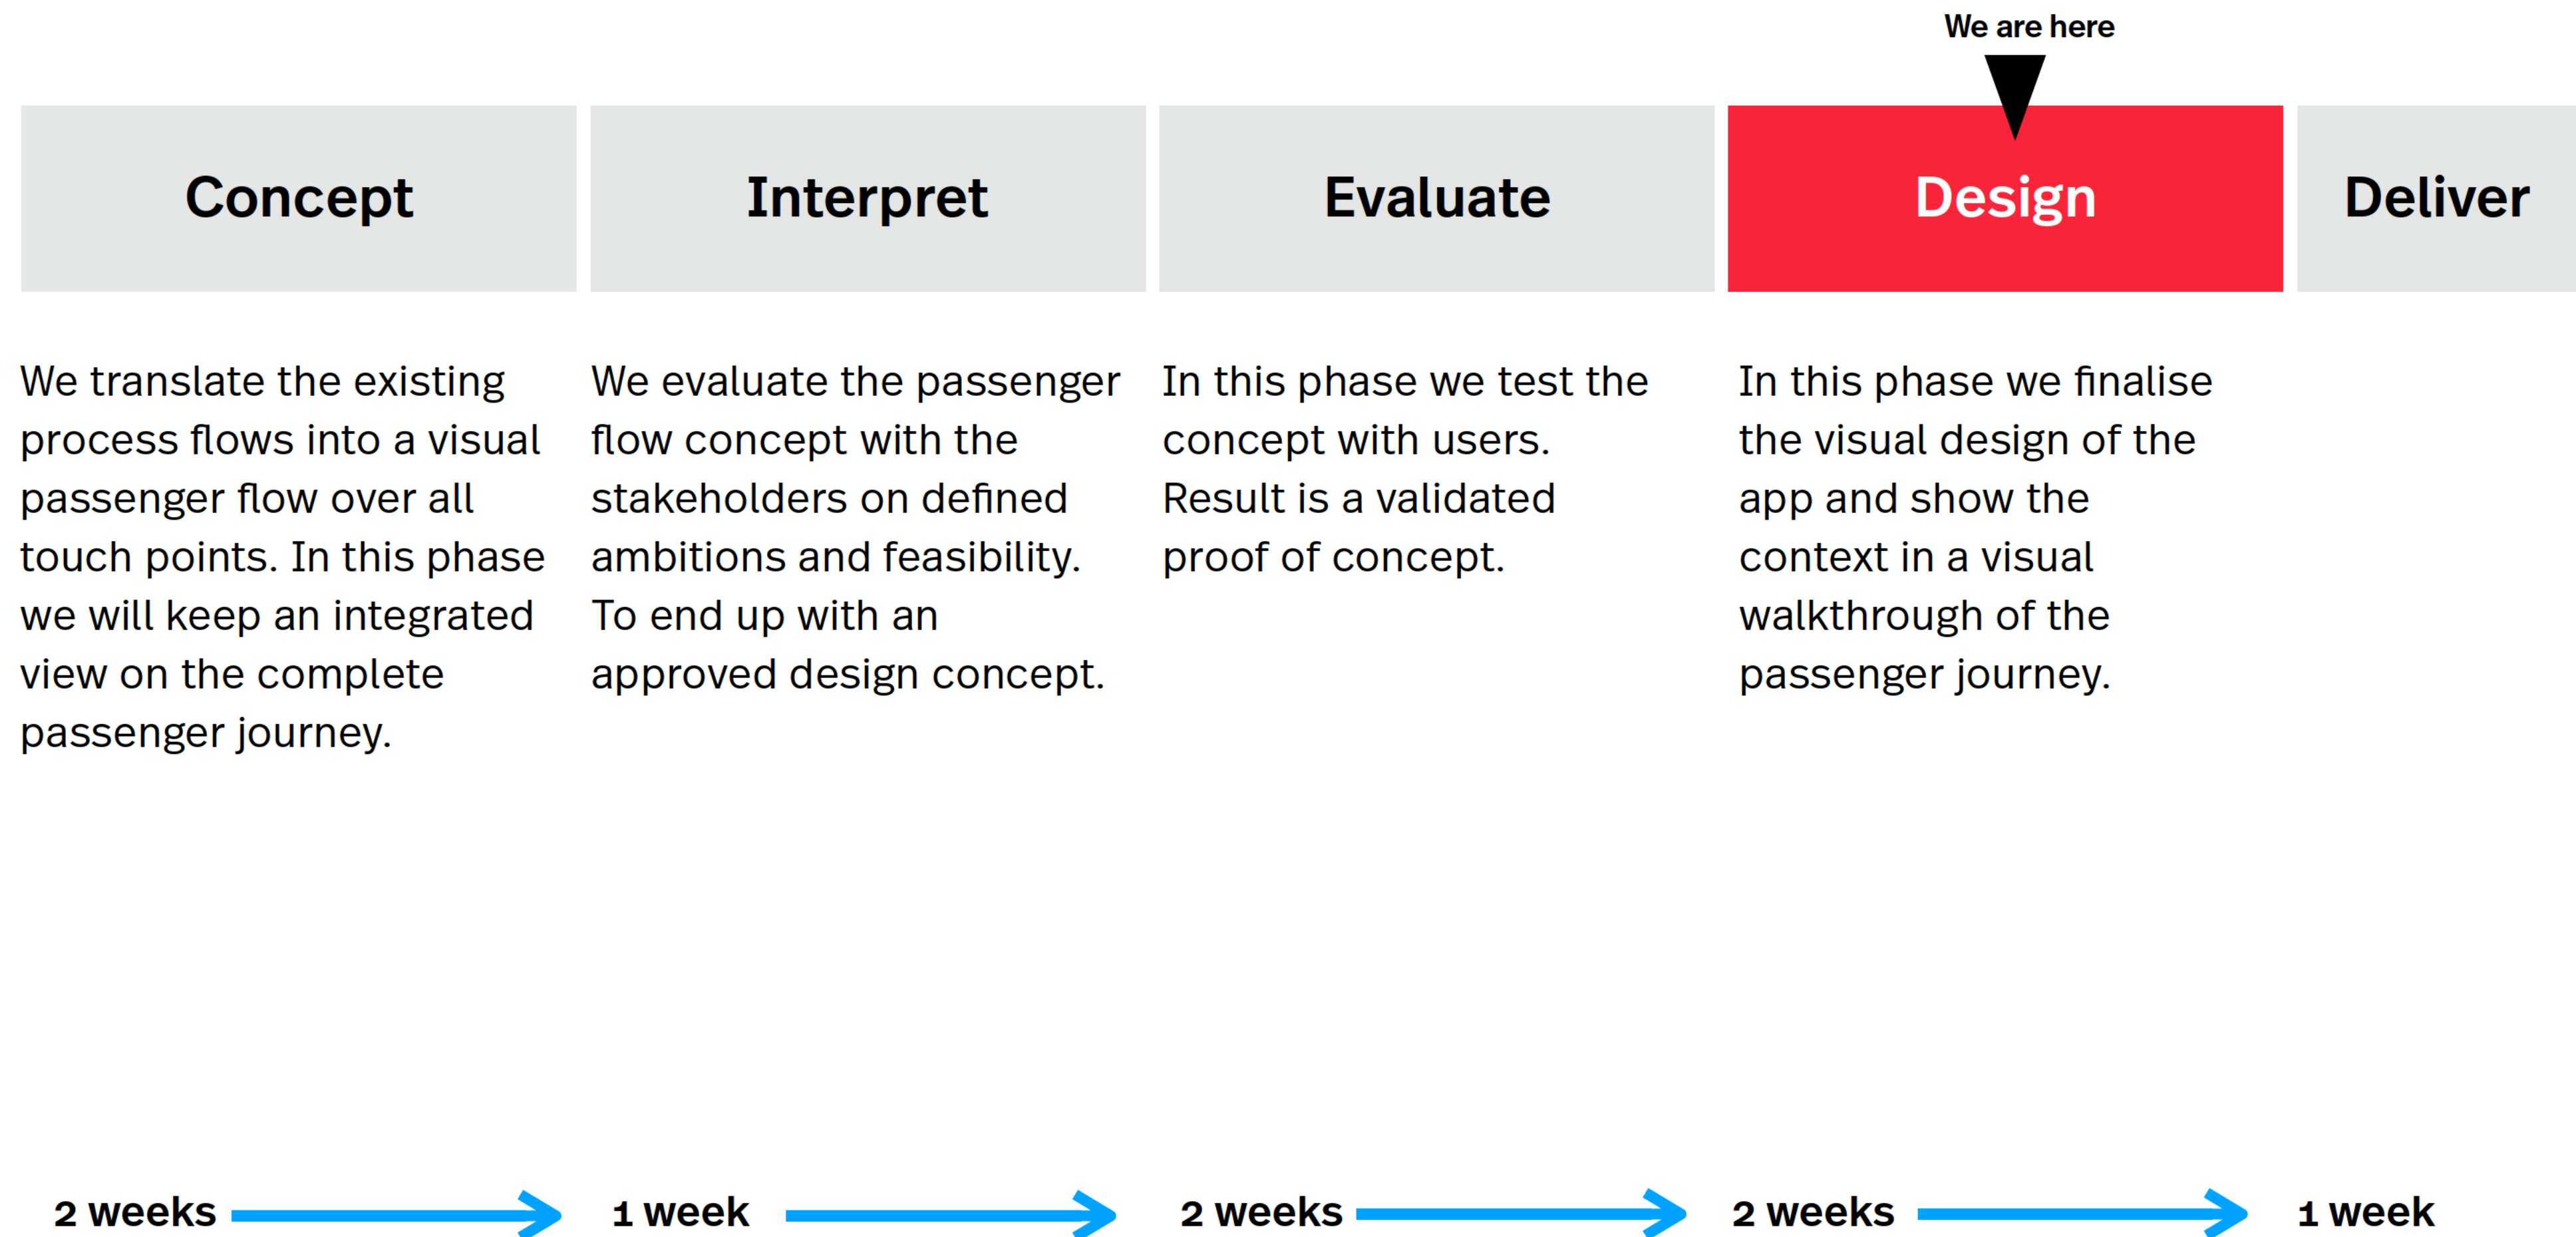 We are here
Concept
Interpret
Evaluate
Design
Deliver
We translate the existing
process flows into a visual
passenger flow over all
touch points. In this phase
we will keep an integrated
view on the complete
passenger journey.
We evaluate the passenger
flow concept with the
stakeholders on defined
ambitions and feasibility.
To end up with an
approved design concept.
In this phase we test the
concept with users.
Result is a validated
proof of concept.
In this phase we finalise
the visual design of the
app and show the
context in a visual
walkthrough of the
passenger journey.
2 weeks
1 week
2 weeks
2 weeks
1 week